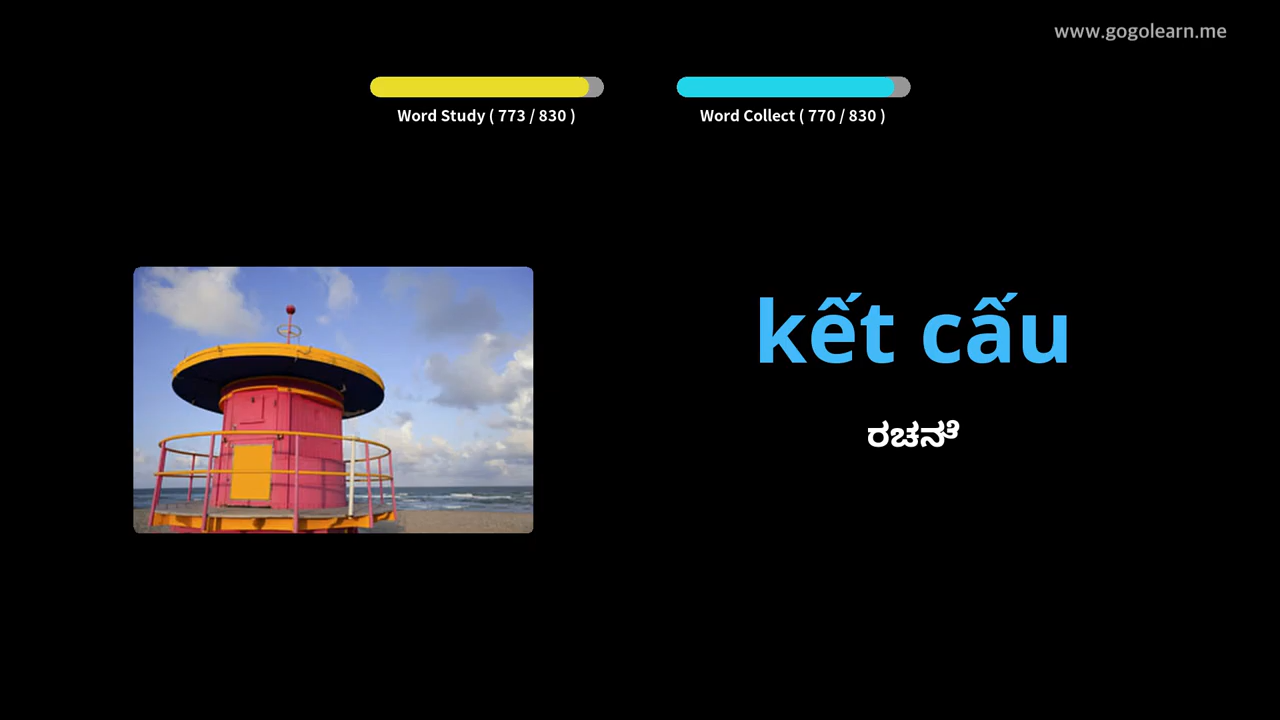 www.gogolearn.me
Word Study ( 773 / 830 )
Word Collect ( 770 / 830 )
kết cấu
ರಚನೆ